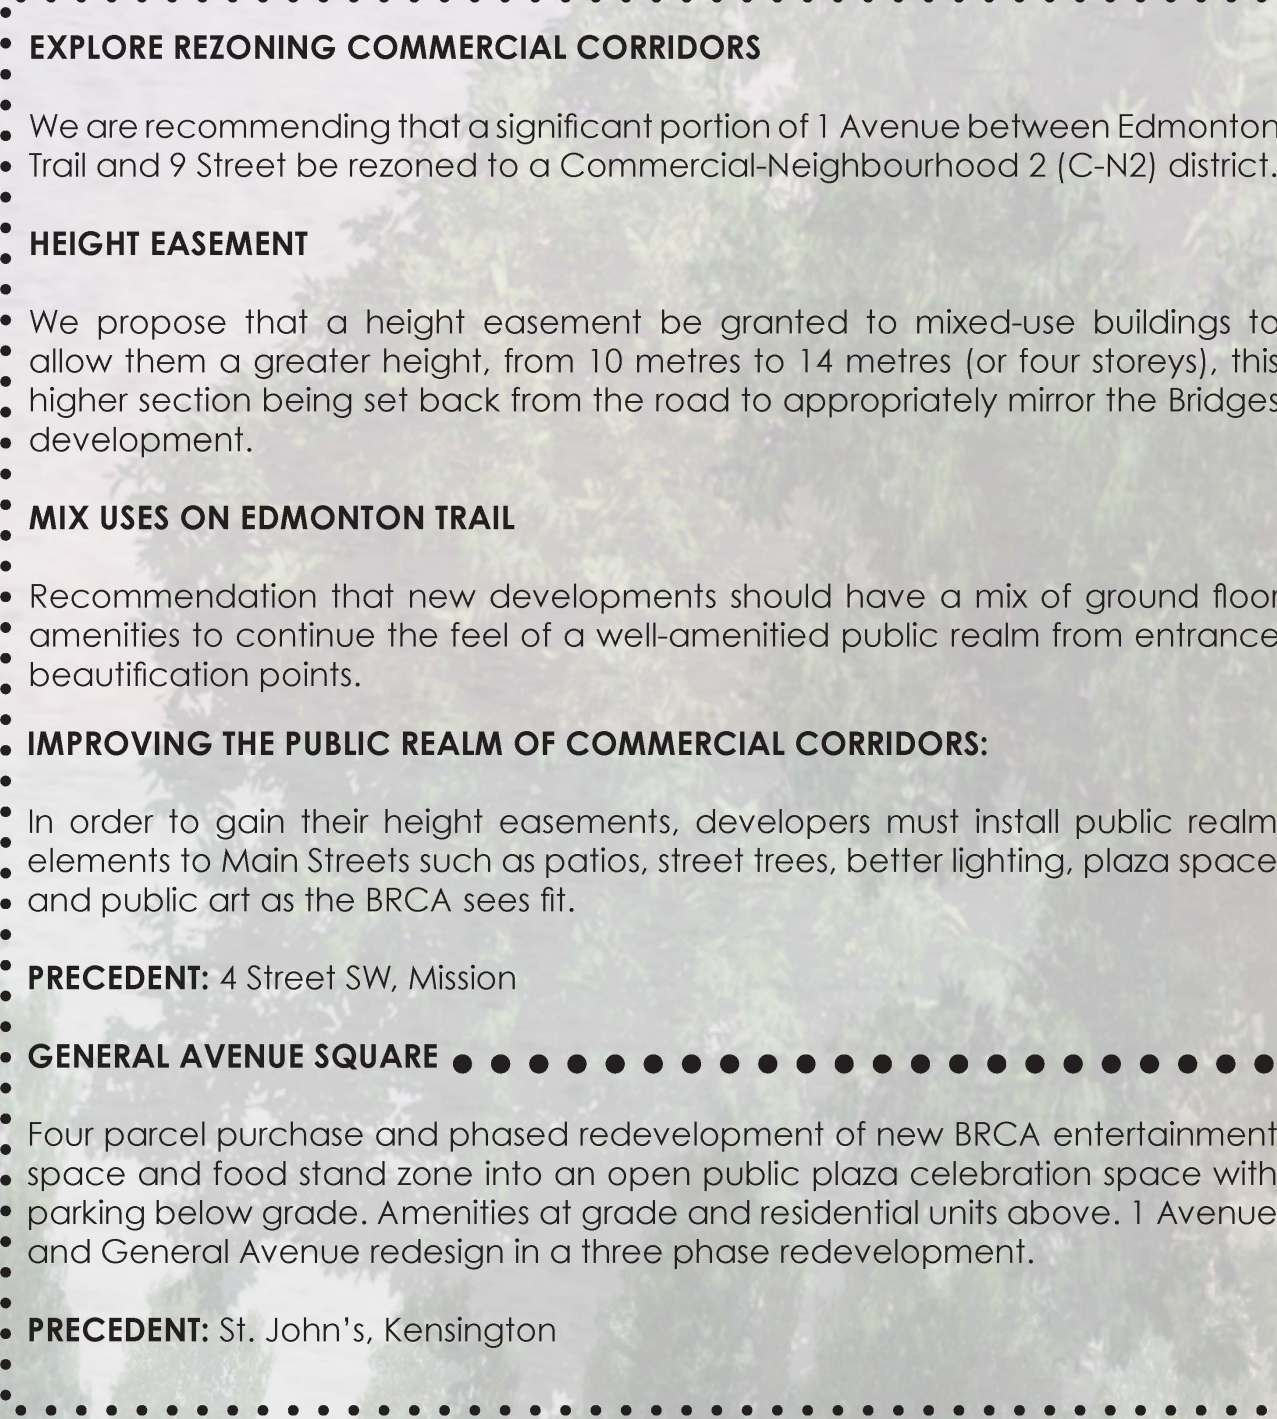 EXPLORE REZONING COMMERCIAL CORRIDORS
We are recommending that a significant portion of 1 Avenue between Edmonton
Trail and 9 Street be rezoned to a Commercial-Neighbourhood 2 (C-N2) district.
HEIGHT EASEMENT
We propose that a height easement be granted to mixed-use buildings to
allow them a greater height, from 10 metres to 14 metres (or four storeys), this
higher section being set back from the road to appropriately mirror the Bridges
development.
MIX USES ON EDMONTON TRAIL
Recommendation that new developments should have a mix of ground floor
amenities to continue the feel of a well-amenitied public realm from entrance
beautification points.
IMPROVING THE PUBLIC REALM OF COMMERCIAL CORRIDORS:
In order to gain their height easements, developers must install public realm
elements to Main Streets such as patios, street trees, better lighting, plaza space
and public art as the BRCA sees fit.
PRECEDENT: 4 Street SW, Mission
GENERAL AVENUE SQUARE
Four parcel purchase and phased redevelopment of new BRCA entertainment
space and food stand zone into an open public plaza celebration space with
parking below grade. Amenities at grade and residential units above. 1 Avenue
and General Avenue redesign in a three phase redevelopment.
PRECEDENT: St. John's, Kensington